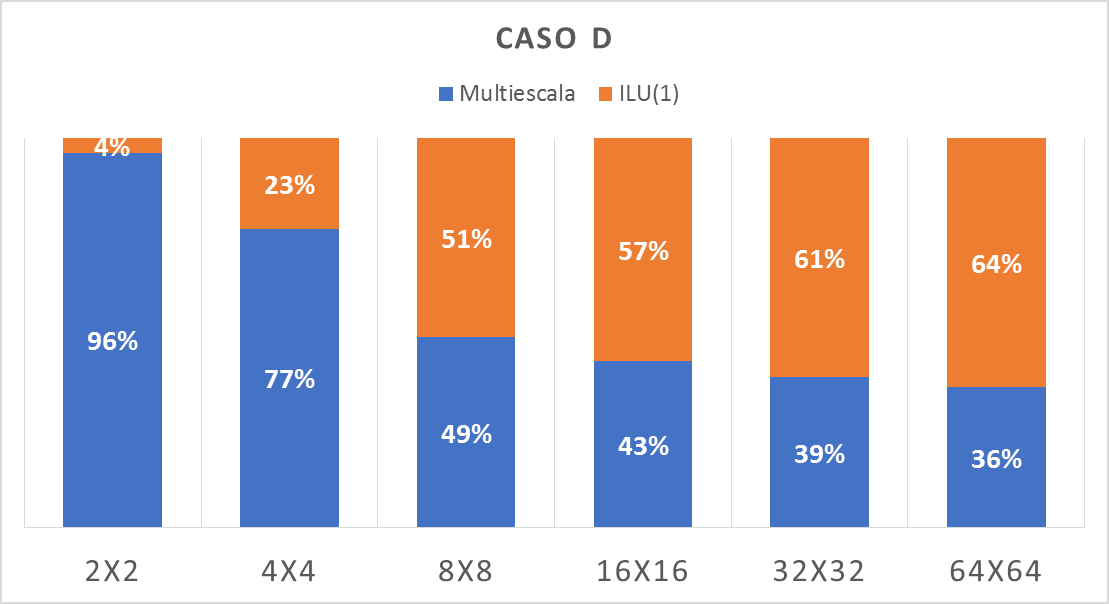 CASO D
Multiescala ILU(1)
4% 23% 51% 57% 61% 64%
96% 77% 49% 43% 39% 36%
2X2 4X4 8X8 16X16 32X32 64X64